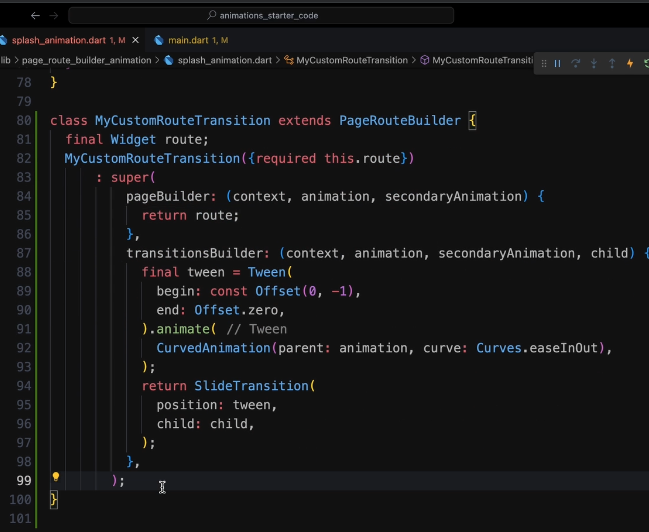 animations_starter_code
splash_animation.dart 1, M
main.dart 1, M
lib > page_route_builder_animation > splash_animation.dart > MyCustomRouteTransition > MyCustomRouteTransiti
78 }
79
80 class MyCustomRouteTransition extends PageRouteBuilder {
81 final Widget route;
82 MyCustomRouteTransition({required this.route})
83 : super(
84 pageBuilder: (context, animation, secondaryAnimation) {
85 return route;
86 },
87 transitionsBuilder: (context, animation, secondaryAnimation, child) {
88 final tween = Tween(
89 begin: const Offset(0, -1),
90 end: Offset.zero,
91 ).animate( // Tween
92 CurvedAnimation(parent: animation, curve: Curves.easeInOut),
93 );
94 return SlideTransition(
95 position: tween,
96 child: child,
97 );
98 },
99 );
100 }
101